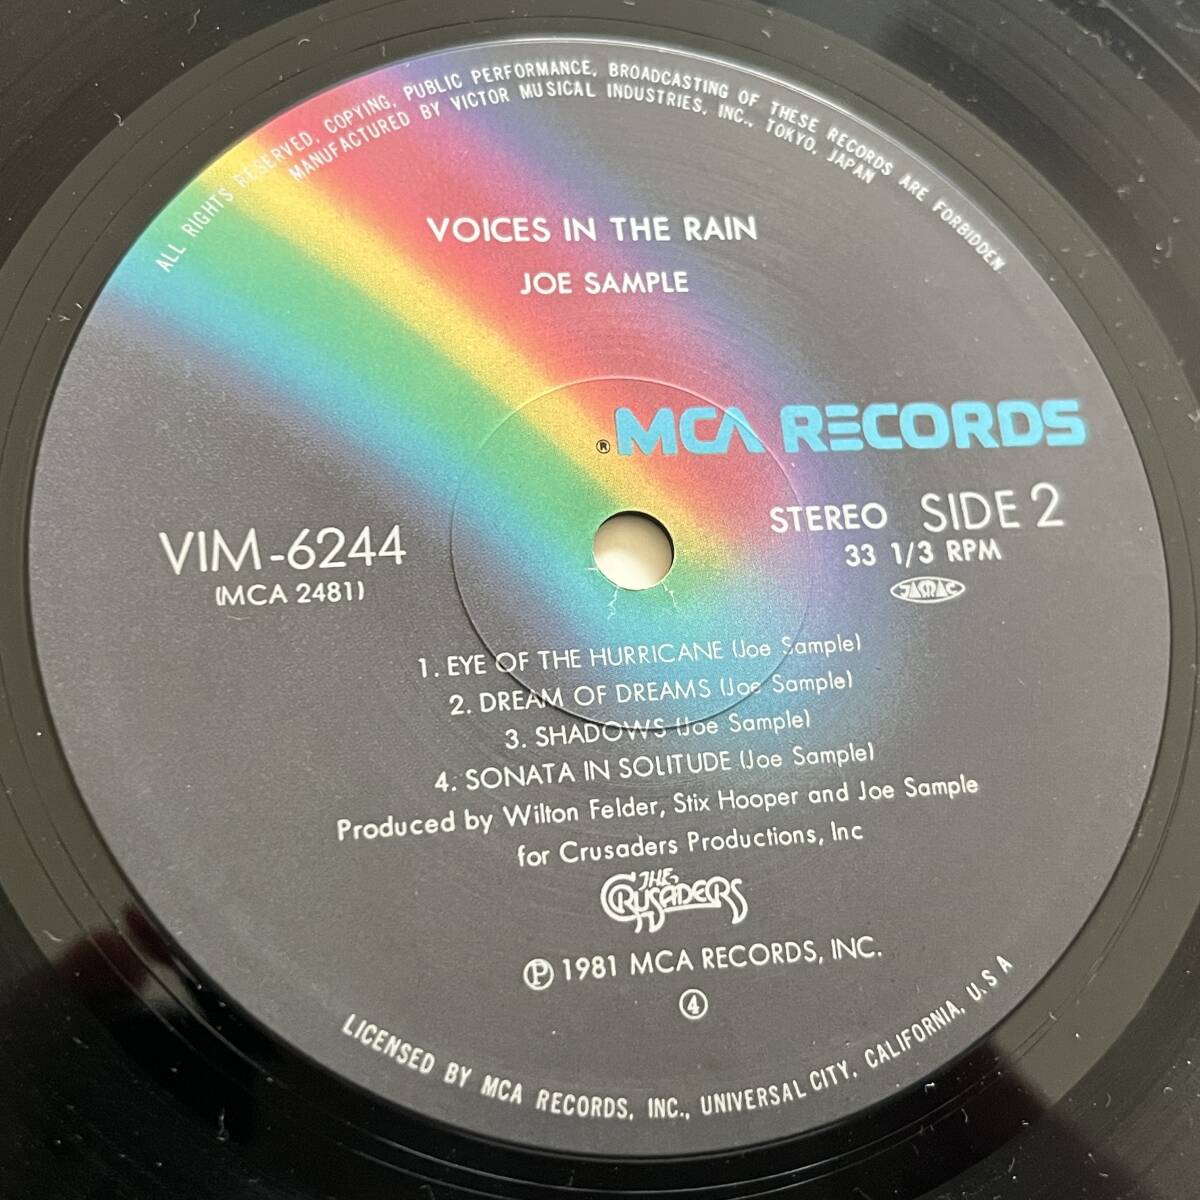 ALL RIGHTS RESERVED. COPYING, PUBLIC PERFORMANCE, BROADCASTING OF THESE RECORDS ARE FORBIDDEN.
MANUFACTURED BY VICTOR MUSICAL INDUSTRIES, INC., TOKYO, JAPAN
VOICES IN THE RAIN
JOE SAMPLE
® MCA RECORDS
STEREO SIDE 2
33 1/3 RPM
JASRAC
VIM-6244
(MCA 2481)
1. EYE OF THE HURRICANE (Joe Sample)
2. DREAM OF DREAMS (Joe Sample)
3. SHADOWS (Joe Sample)
4. SONATA IN SOLITUDE (Joe Sample)
Produced by Wilton Felder, Stix Hooper and Joe Sample
for Crusaders Productions, Inc
THE
CRUSADERS
Ⓟ 1981 MCA RECORDS, INC.
④
LICENSED BY MCA RECORDS, INC., UNIVERSAL CITY, CALIFORNIA, U.S.A